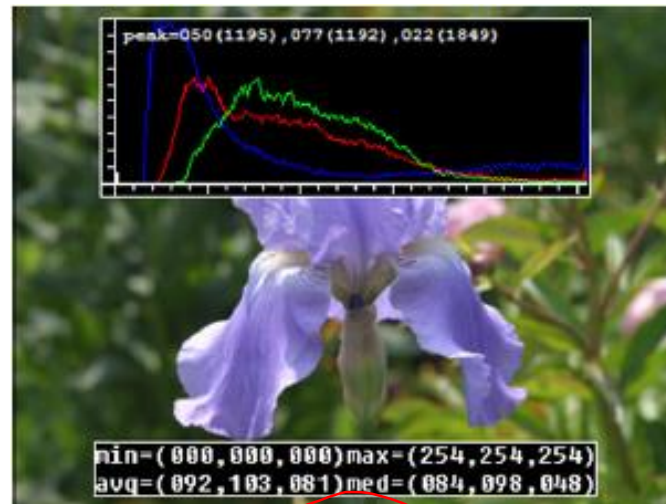 peak=050(1195),077(1192),022(1849)
min=(000,000,000)max=(254,254,254)
avg=(092,103,081)med=(084,098,048)